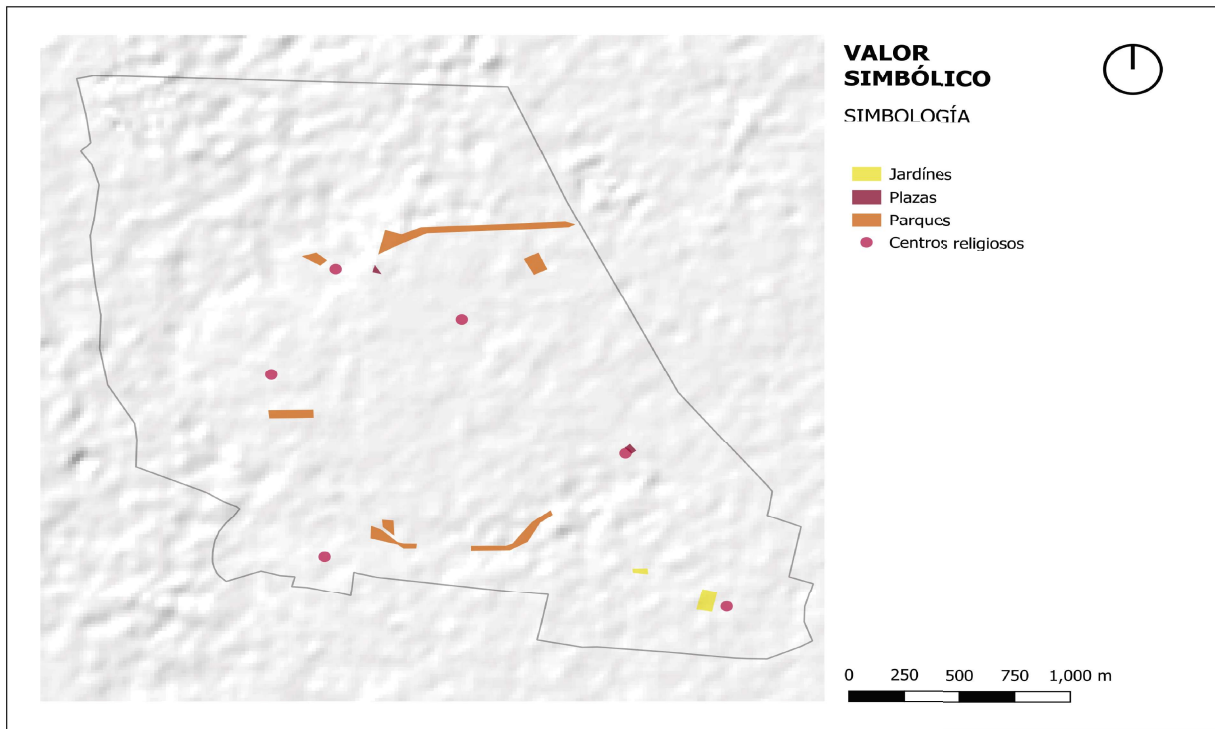 VALOR
SIMBÓLICO
SIMBOLOGÍA
Jardínes
Plazas
Parques
Centros religiosos
0 250 500 750 1,000 m